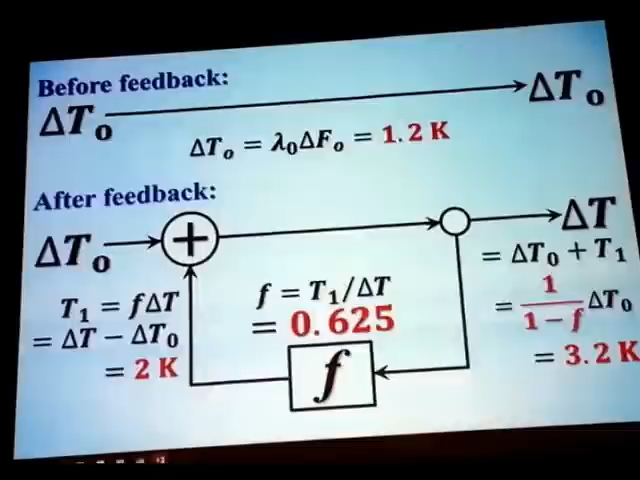 Before feedback:
ΔT₀ ΔT₀
ΔT₀ = λ₀ΔF₀ = 1.2 K
After feedback:
ΔT₀ + ΔT
= ΔT₀ + T₁
T₁ = fΔT
= ΔT − ΔT₀
= 2 K
f = T₁/ΔT
= 0.625
= 1/(1 − f) ΔT₀
= 3.2 K
f